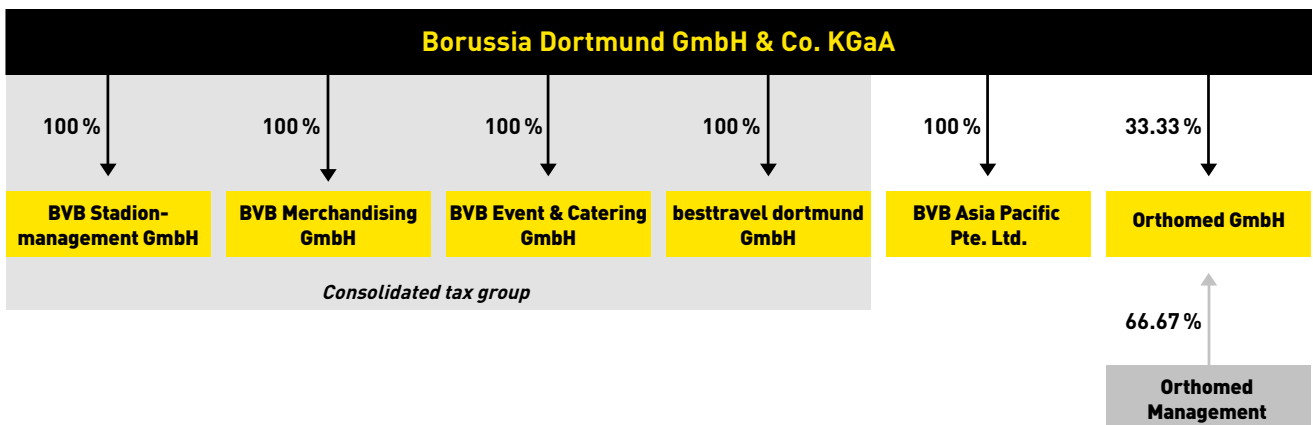 Borussia Dortmund GmbH & Co. KGaA
100 % 100 % 100 % 100 % 100 % 33.33 %
BVB Stadion-
management GmbH
BVB Merchandising
GmbH
BVB Event & Catering
GmbH
besttravel dortmund
GmbH
BVB Asia Pacific
Pte. Ltd.
Orthomed GmbH
Consolidated tax group
66.67 %
Orthomed
Management